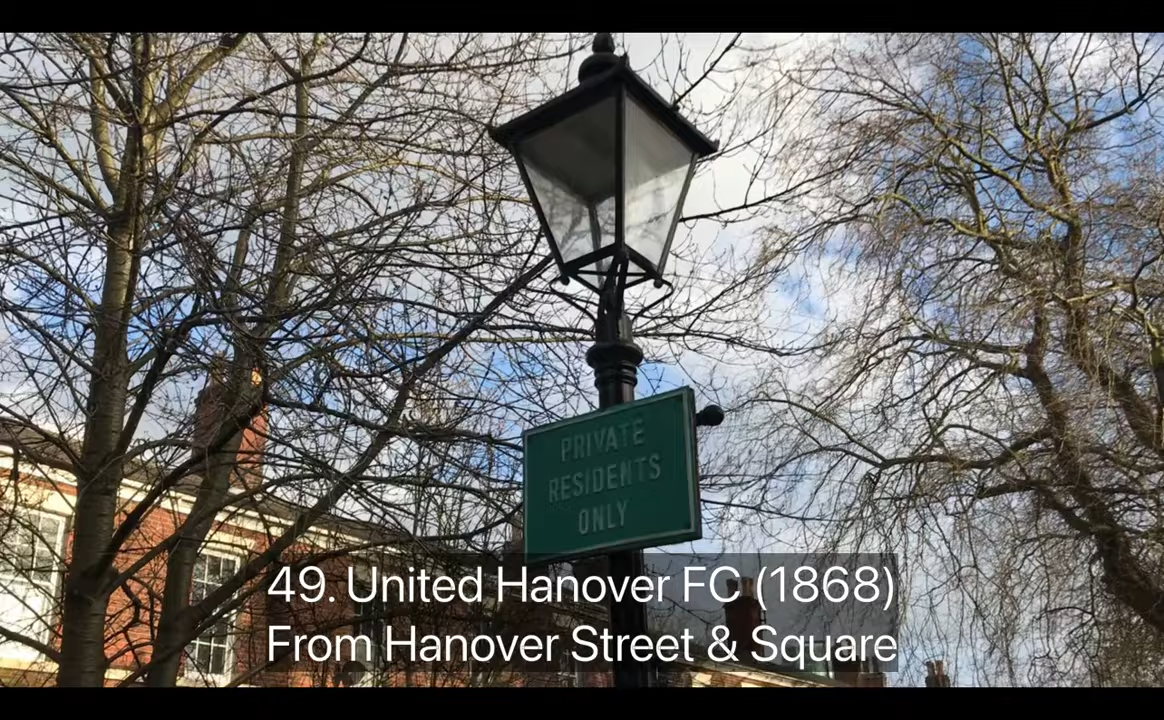 PRIVATE
RESIDENTS
ONLY
49. United Hanover FC (1868)
From Hanover Street & Square